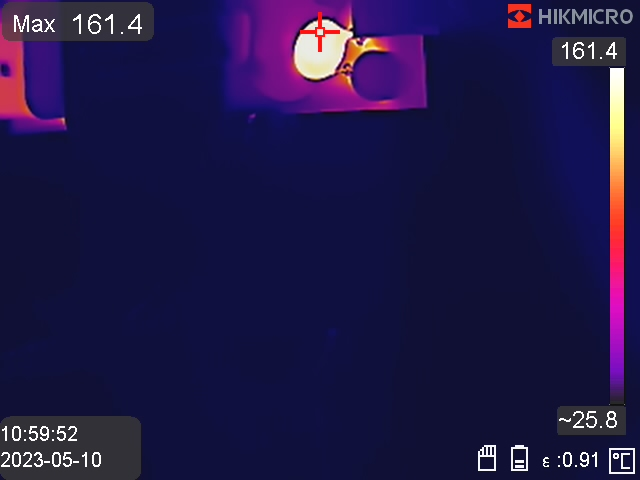 Max 161.4
HIKMICRO
161.4
~25.8
10:59:52
2023-05-10
ε :0.91 °C